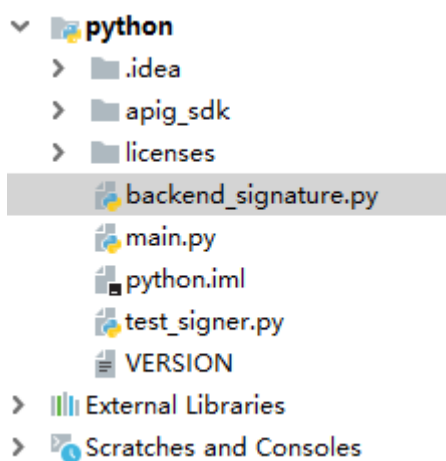 python
.idea
apig_sdk
licenses
backend_signature.py
main.py
python.iml
test_signer.py
VERSION
External Libraries
Scratches and Consoles